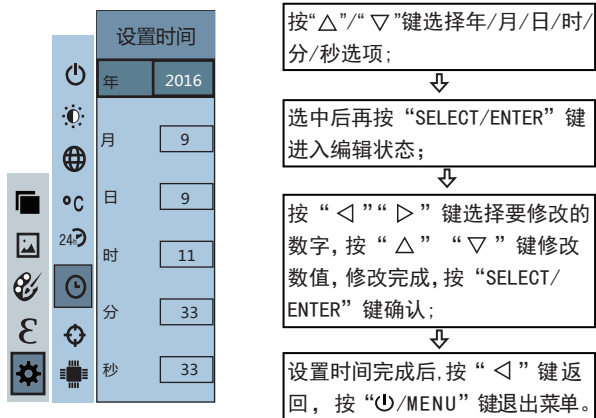 设置时间
年 2016
月 9
日 9
时 11
分 33
秒 33
℃
24h
ε
按“△”/“▽”键选择年/月/日/时/
分/秒选项;
选中后再按“SELECT/ENTER”键
进入编辑状态;
按“◁”“▷”键选择要修改的
数字,按“△”“▽”键修改
数值,修改完成,按“SELECT/
ENTER”键确认;
设置时间完成后,按“◁”键返
回,按“⏻/MENU”键退出菜单。